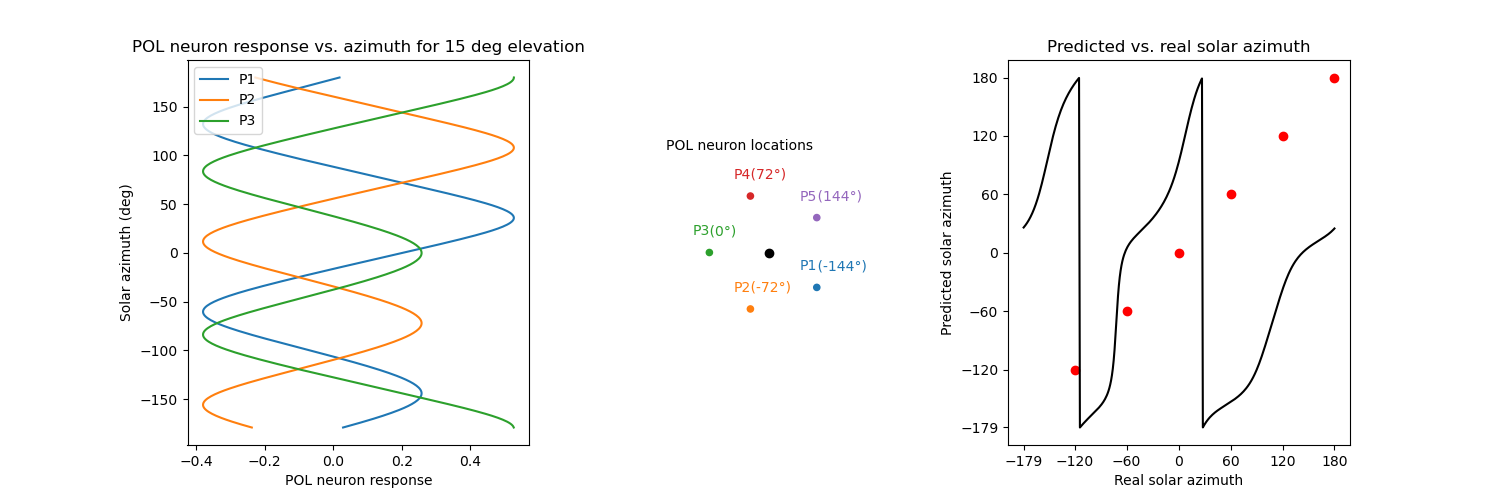 POL neuron response vs. azimuth for 15 deg elevation
P1
P2
P3
150
100
50
0
−50
−100
−150
Solar azimuth (deg)
−0.4 −0.2 0.0 0.2 0.4
POL neuron response
POL neuron locations
P4(72°)
P5(144°)
P3(0°)
P1(-144°)
P2(-72°)
Predicted vs. real solar azimuth
180
120
60
0
−60
−120
−179
Predicted solar azimuth
−179 −120 −60 0 60 120 180
Real solar azimuth